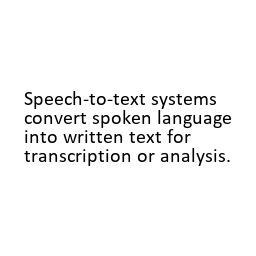 Speech-to-text systems
convert spoken language
into written text for
transcription or analysis.